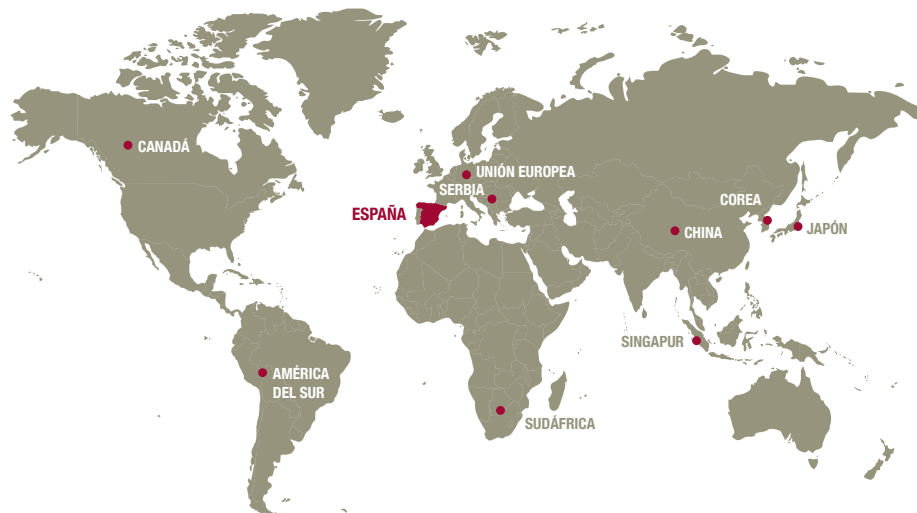 CANADÁ
UNIÓN EUROPEA
SERBIA
ESPAÑA
COREA
JAPÓN
CHINA
SINGAPUR
AMÉRICA
DEL SUR
SUDÁFRICA